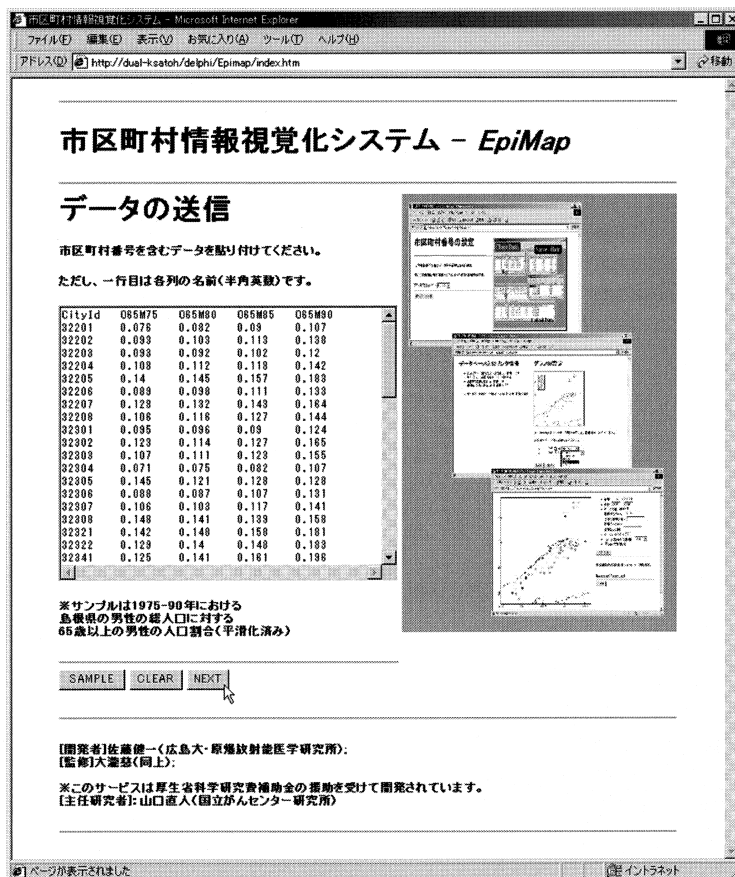 市区町村情報視覚化システム - Microsoft Internet Explorer
ファイル(F) 編集(E) 表示(V) お気に入り(A) ツール(T) ヘルプ(H)
アドレス(D) http://dual-ksatoh/delphi/Epimap/index.htm 移動
市区町村情報視覚化システム - EpiMap
データの送信
市区町村番号を含むデータを貼り付けてください。
ただし、一行目は各列の名前(半角英数)です。
CityId O65M75 O65M80 O65M85 O65M90
32201 0.076 0.082 0.09 0.107
32202 0.093 0.103 0.113 0.138
32203 0.093 0.092 0.102 0.12
32204 0.108 0.112 0.118 0.142
32205 0.14 0.145 0.157 0.183
32206 0.089 0.098 0.111 0.133
32207 0.128 0.132 0.143 0.164
32208 0.106 0.116 0.127 0.144
32301 0.095 0.096 0.09 0.124
32302 0.123 0.114 0.127 0.165
32303 0.107 0.111 0.123 0.155
32304 0.071 0.075 0.082 0.107
32305 0.145 0.121 0.128 0.128
32306 0.088 0.087 0.107 0.131
32307 0.106 0.103 0.117 0.141
32308 0.148 0.141 0.139 0.158
32321 0.142 0.148 0.158 0.181
32322 0.129 0.14 0.148 0.183
32341 0.125 0.141 0.161 0.196
市区町村番号の設定
※サンプルは1975-90年における
島根県の男性の総人口に対する
65歳以上の男性の人口割合(平滑化済み)
SAMPLE CLEAR NEXT
[開発者]佐藤健一(広島大・原爆放射能医学研究所);
[監修]大瀧慈(同上);
※このサービスは厚生省科学研究費補助金の援助を受けて開発されています。
[主任研究者]: 山口直人(国立がんセンター研究所)
ページが表示されました イントラネット